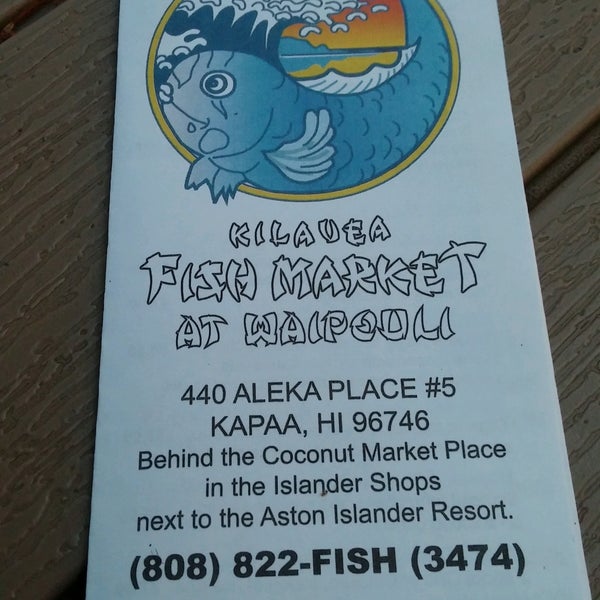 KILAUEA
FISH MARKET
AT WAIPOULI
440 ALEKA PLACE #5
KAPAA, HI 96746
Behind the Coconut Market Place
in the Islander Shops
next to the Aston Islander Resort.
(808) 822-FISH (3474)